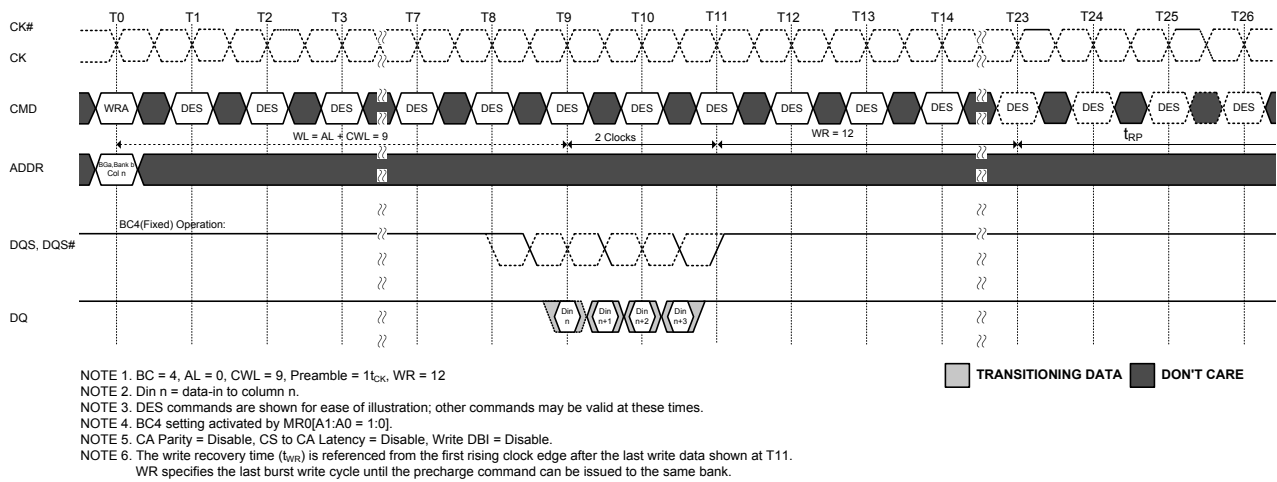 T0 T1 T2 T3 T7 T8 T9 T10 T11 T12 T13 T14 T23 T24 T25 T26
CK#
CK
CMD WRA DES DES DES DES DES DES DES DES DES DES DES DES DES DES DES
WL = AL + CWL = 9 2 Clocks WR = 12 tRP
ADDR BGa,Bank b
Col n
BC4(Fixed) Operation:
DQS, DQS#
DQ Din n Din n+1 Din n+2 Din n+3
NOTE 1. BC = 4, AL = 0, CWL = 9, Preamble = 1tCK, WR = 12
NOTE 2. Din n = data-in to column n.
NOTE 3. DES commands are shown for ease of illustration; other commands may be valid at these times.
NOTE 4. BC4 setting activated by MR0[A1:A0 = 1:0].
NOTE 5. CA Parity = Disable, CS to CA Latency = Disable, Write DBI = Disable.
NOTE 6. The write recovery time (tWR) is referenced from the first rising clock edge after the last write data shown at T11.
WR specifies the last burst write cycle until the precharge command can be issued to the same bank.
TRANSITIONING DATA DON'T CARE